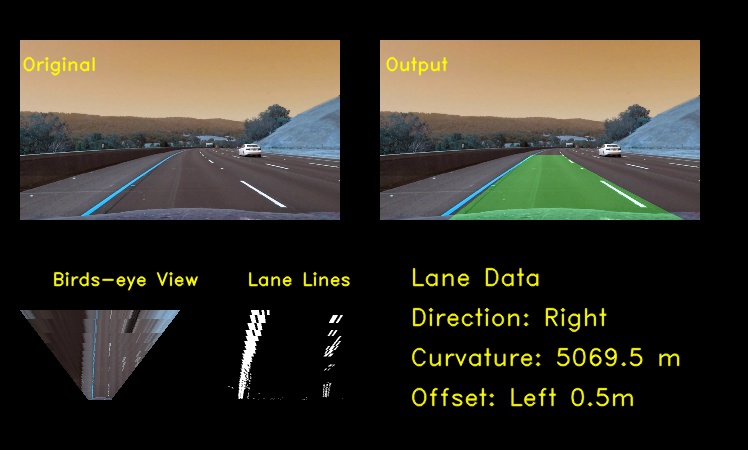 Original
Output
Birds-eye View
Lane Lines
Lane Data
Direction: Right
Curvature: 5069.5 m
Offset: Left 0.5m